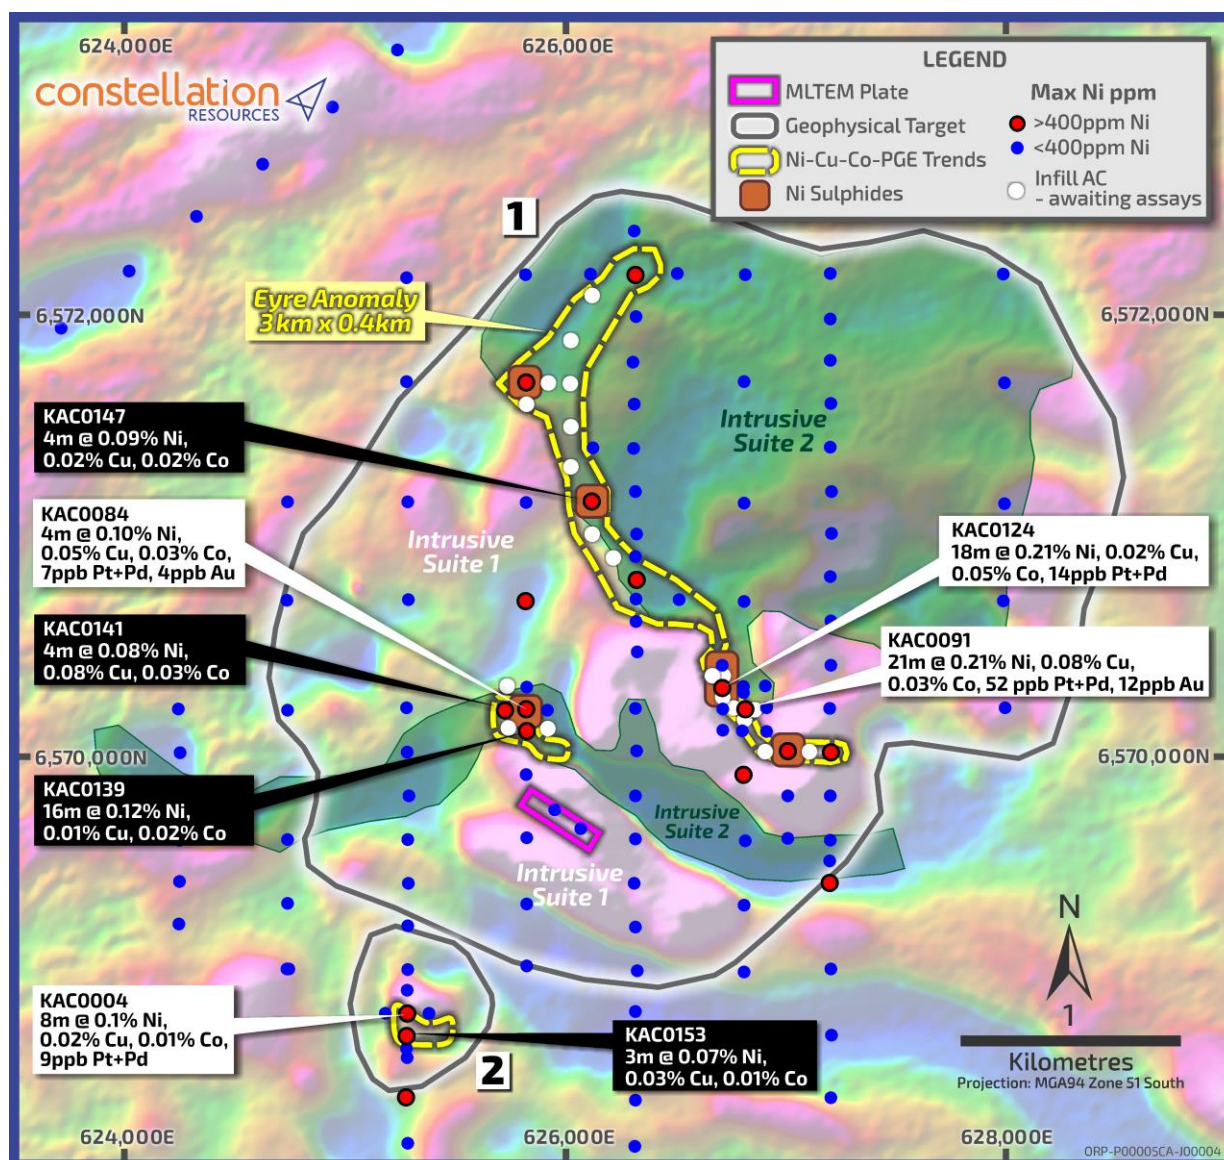 624,000E
626,000E
constellation
RESOURCES
LEGEND
MLTEM Plate
Geophysical Target
Ni-Cu-Co-PGE Trends
Ni Sulphides
Max Ni ppm
>400ppm Ni
<400ppm Ni
Infill AC
- awaiting assays
1
Eyre Anomaly
3km x 0.4km
6,572,000N
6,572,000N
KAC0147
4m @ 0.09% Ni,
0.02% Cu, 0.02% Co
Intrusive
Suite 2
KAC0084
4m @ 0.10% Ni,
0.05% Cu, 0.03% Co,
7ppb Pt+Pd, 4ppb Au
Intrusive
Suite 1
KAC0124
18m @ 0.21% Ni, 0.02% Cu,
0.05% Co, 14ppb Pt+Pd
KAC0141
4m @ 0.08% Ni,
0.08% Cu, 0.03% Co
KAC0091
21m @ 0.21% Ni, 0.08% Cu,
0.03% Co, 52 ppb Pt+Pd, 12ppb Au
6,570,000N
6,570,000N
KAC0139
16m @ 0.12% Ni,
0.01% Cu, 0.02% Co
Intrusive
Suite 2
Intrusive
Suite 1
N
KAC0004
8m @ 0.1% Ni,
0.02% Cu, 0.01% Co,
9ppb Pt+Pd
2
KAC0153
3m @ 0.07% Ni,
0.03% Cu, 0.01% Co
1
Kilometres
Projection: MGA94 Zone 51 South
624,000E
626,000E
628,000E
ORP-P00005CA-J00004